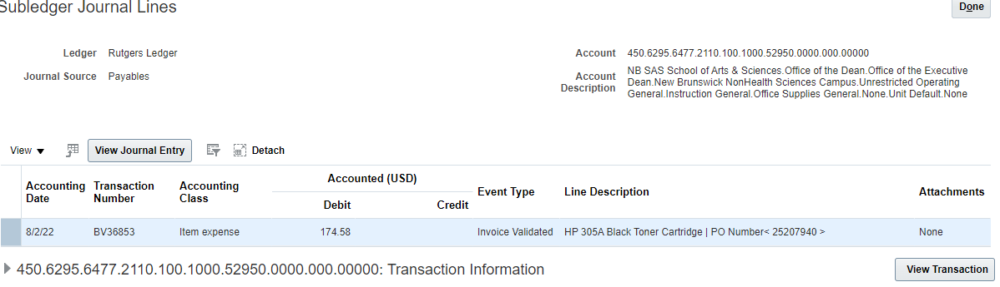 Subledger Journal Lines
Done
Ledger Rutgers Ledger
Journal Source Payables
Account 450.6295.6477.2110.100.1000.52950.0000.000.00000
Account Description NB SAS School of Arts & Sciences.Office of the Dean.Office of the Executive
Dean.New Brunswick NonHealth Sciences Campus.Unrestricted Operating
General.Instruction General.Office Supplies General.None.Unit Default.None
View View Journal Entry Detach
Accounting Date Transaction Number Accounting Class Accounted (USD) Debit Credit Event Type Line Description Attachments
8/2/22 BV36853 Item expense 174.58 Invoice Validated HP 305A Black Toner Cartridge | PO Number< 25207940 > None
450.6295.6477.2110.100.1000.52950.0000.000.00000: Transaction Information
View Transaction